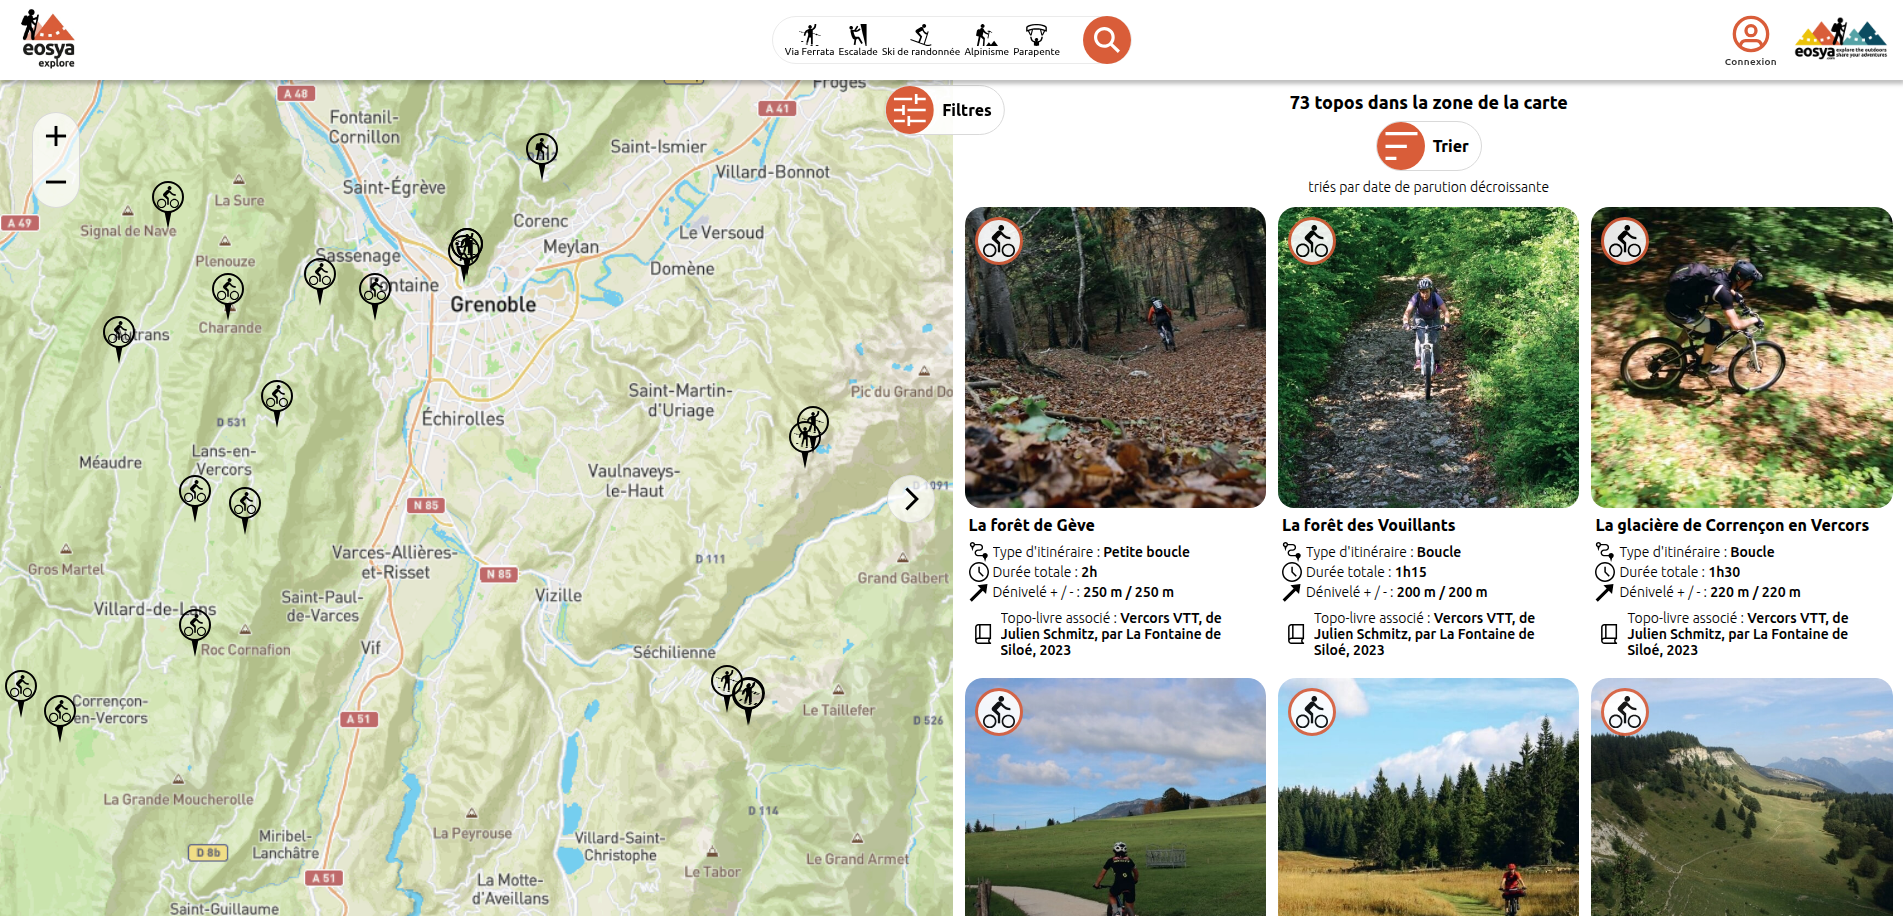 eosya
explore
Via Ferrata
Escalade
Ski de randonnée
Alpinisme
Parapente
Connexion
eosya
explore the outdoors
share your adventures
Filtres
73 topos dans la zone de la carte
Trier
triés par date de parution décroissante
A 48
Froges
A 41
Fontanil-
Cornillon
Saint-Ismier
Villard-Bonnot
Saint-Égrève
La Sure
A 49
Signal de Nave
Corenc
Meylan
Le Versoud
Sassenage
Plenouze
Domène
Fontaine
Grenoble
Charande
Saint-Martin-
d'Uriage
Échirolles
D 531
Lans-en-
Vercors
Méaudre
Vaulnaveys-
le-Haut
N 85
D 1091
Varces-Allières-
et-Risset
D 111
Gros Martel
N 85
Grand Galbert
Vizille
Saint-Paul-
de-Varces
Villard-de-Lans
Roc Cornafion
Vif
Séchilienne
Corrençon-
en-Vercors
A 51
Le Taillefer
D 526
La Grande Moucherolle
La Peyrouse
D 114
Miribel-
Lanchâtre
Villard-Saint-
Christophe
D 8b
Le Grand Armet
Le Tabor
A 51
La Motte-
d'Aveillans
Saint-Guillaume
La forêt de Gève
Type d'itinéraire : Petite boucle
Durée totale : 2h
Dénivelé + / - : 250 m / 250 m
Topo-livre associé : Vercors VTT, de
Julien Schmitz, par La Fontaine de
Siloé, 2023
La forêt des Vouillants
Type d'itinéraire : Boucle
Durée totale : 1h15
Dénivelé + / - : 200 m / 200 m
Topo-livre associé : Vercors VTT, de
Julien Schmitz, par La Fontaine de
Siloé, 2023
La glacière de Corrençon en Vercors
Type d'itinéraire : Boucle
Durée totale : 1h30
Dénivelé + / - : 220 m / 220 m
Topo-livre associé : Vercors VTT, de
Julien Schmitz, par La Fontaine de
Siloé, 2023